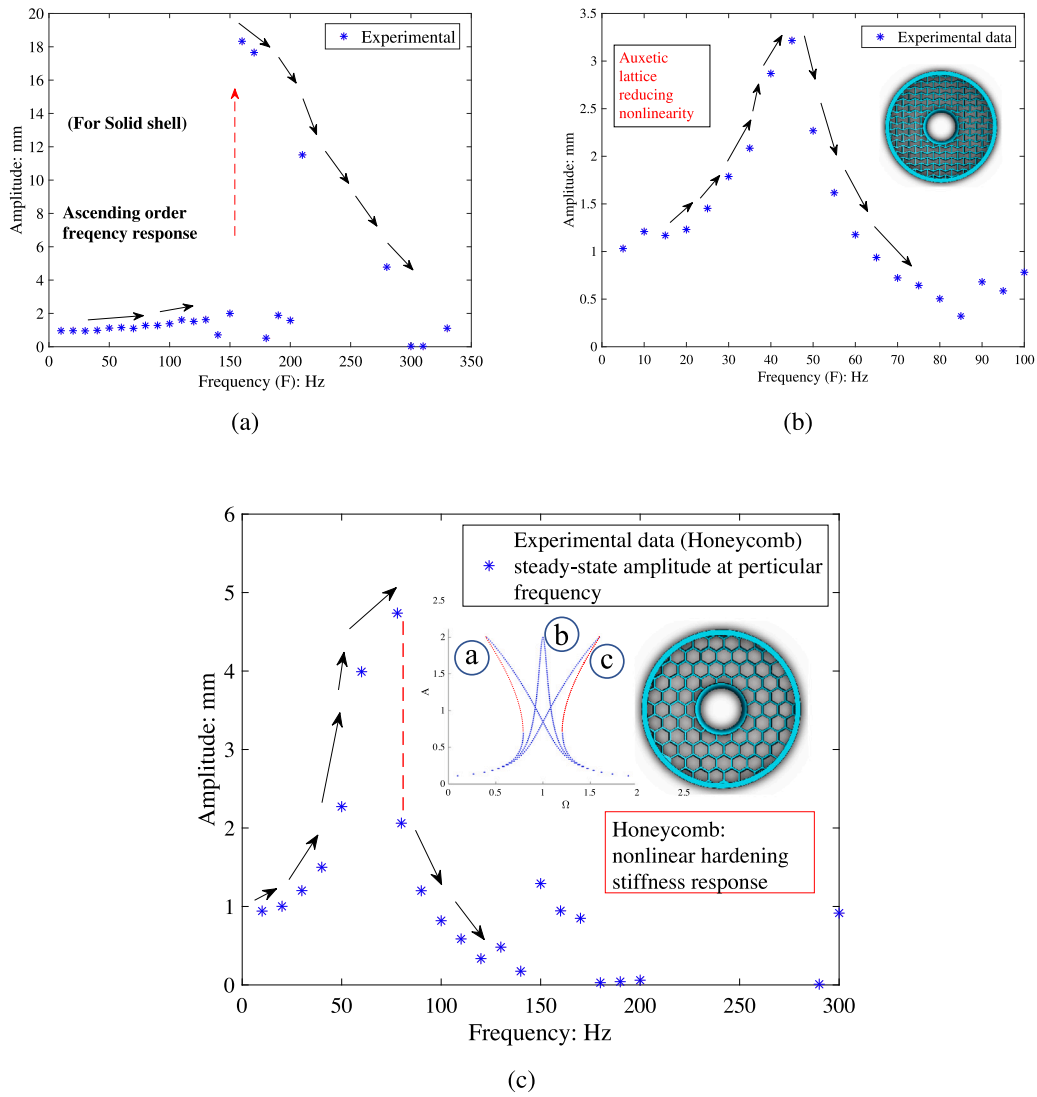 20
18
16
14
12
10
8
6
4
2
0
Amplitude: mm
Experimental
(For Solid shell)
Ascending order
freqency response
0
50
100
150
200
250
300
350
Frequency (F): Hz
(a)
3.5
3
2.5
2
1.5
1
0.5
0
Amplitude: mm
Auxetic
lattice
reducing
nonlinearity
Experimental data
0
10
20
30
40
50
60
70
80
90
100
Frequency (F): Hz
(b)
6
5
4
3
2
1
0
Amplitude: mm
Experimental data (Honeycomb)
steady-state amplitude at perticular
frequency
2.5
2
1.5
1
0.5
0
A
a
b
c
0
0.5
1
1.5
2
2.5
Ω
Honeycomb:
nonlinear hardening
stiffness response
0
50
100
150
200
250
300
Frequency: Hz
(c)